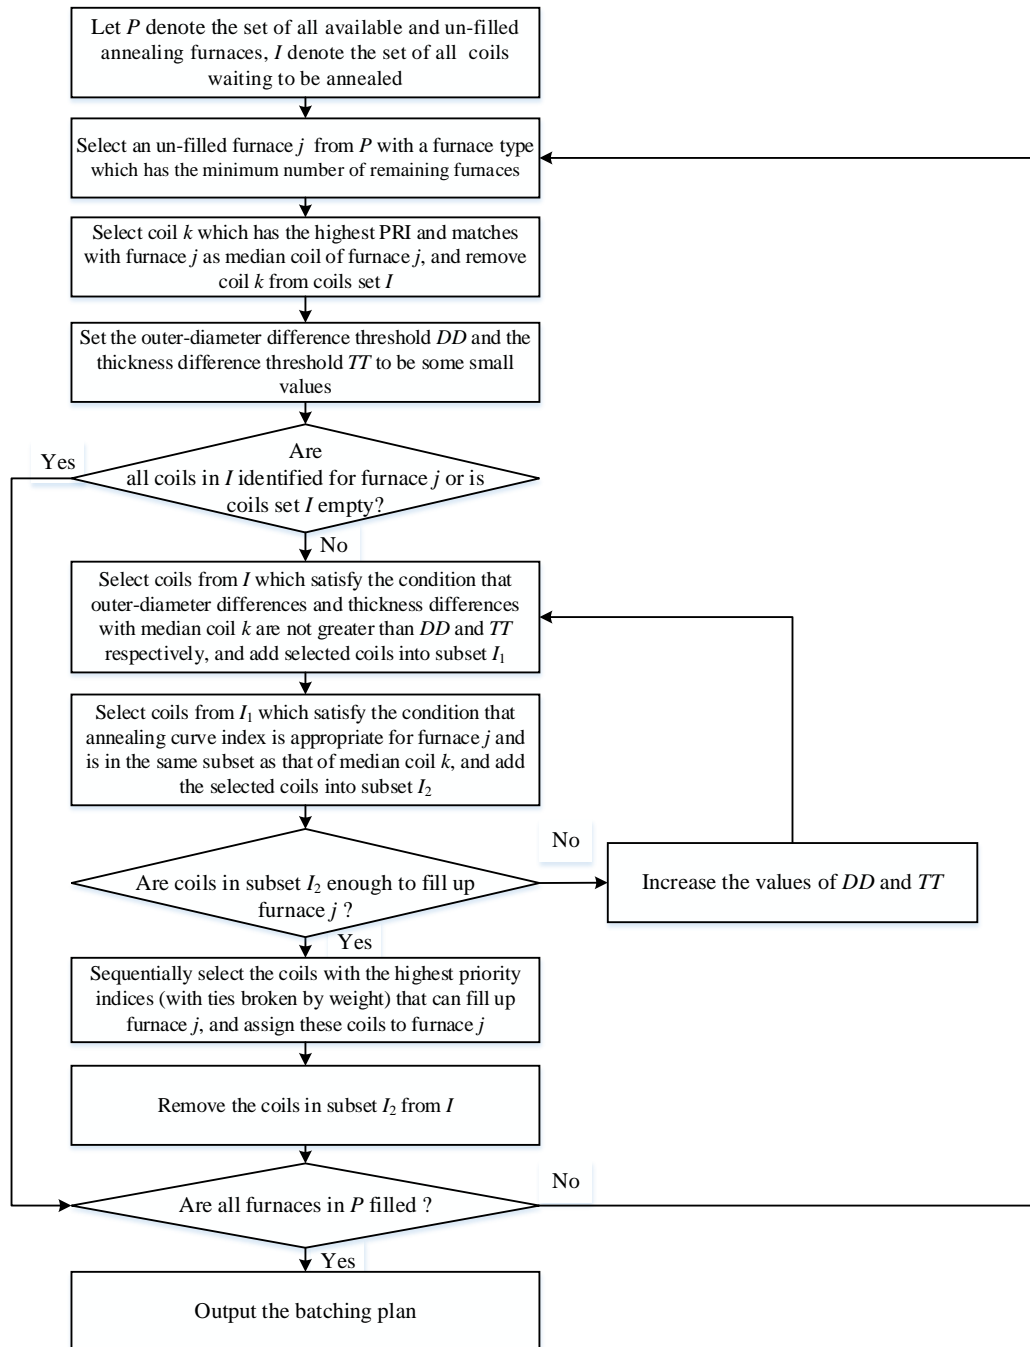 Let P denote the set of all available and un-filled
annealing furnaces, I denote the set of all coils
waiting to be annealed
Select an un-filled furnace j from P with a furnace type
which has the minimum number of remaining furnaces
Select coil k which has the highest PRI and matches
with furnace j as median coil of furnace j, and remove
coil k from coils set I
Set the outer-diameter difference threshold DD and the
thickness difference threshold TT to be some small
values
Are
all coils in I identified for furnace j or is
coils set I empty?
Yes
No
Select coils from I which satisfy the condition that
outer-diameter differences and thickness differences
with median coil k are not greater than DD and TT
respectively, and add selected coils into subset I1
Select coils from I1 which satisfy the condition that
annealing curve index is appropriate for furnace j and
is in the same subset as that of median coil k, and add
the selected coils into subset I2
Are coils in subset I2 enough to fill up
furnace j ?
No
Increase the values of DD and TT
Yes
Sequentially select the coils with the highest priority
indices (with ties broken by weight) that can fill up
furnace j, and assign these coils to furnace j
Remove the coils in subset I2 from I
Are all furnaces in P filled ?
No
Yes
Output the batching plan